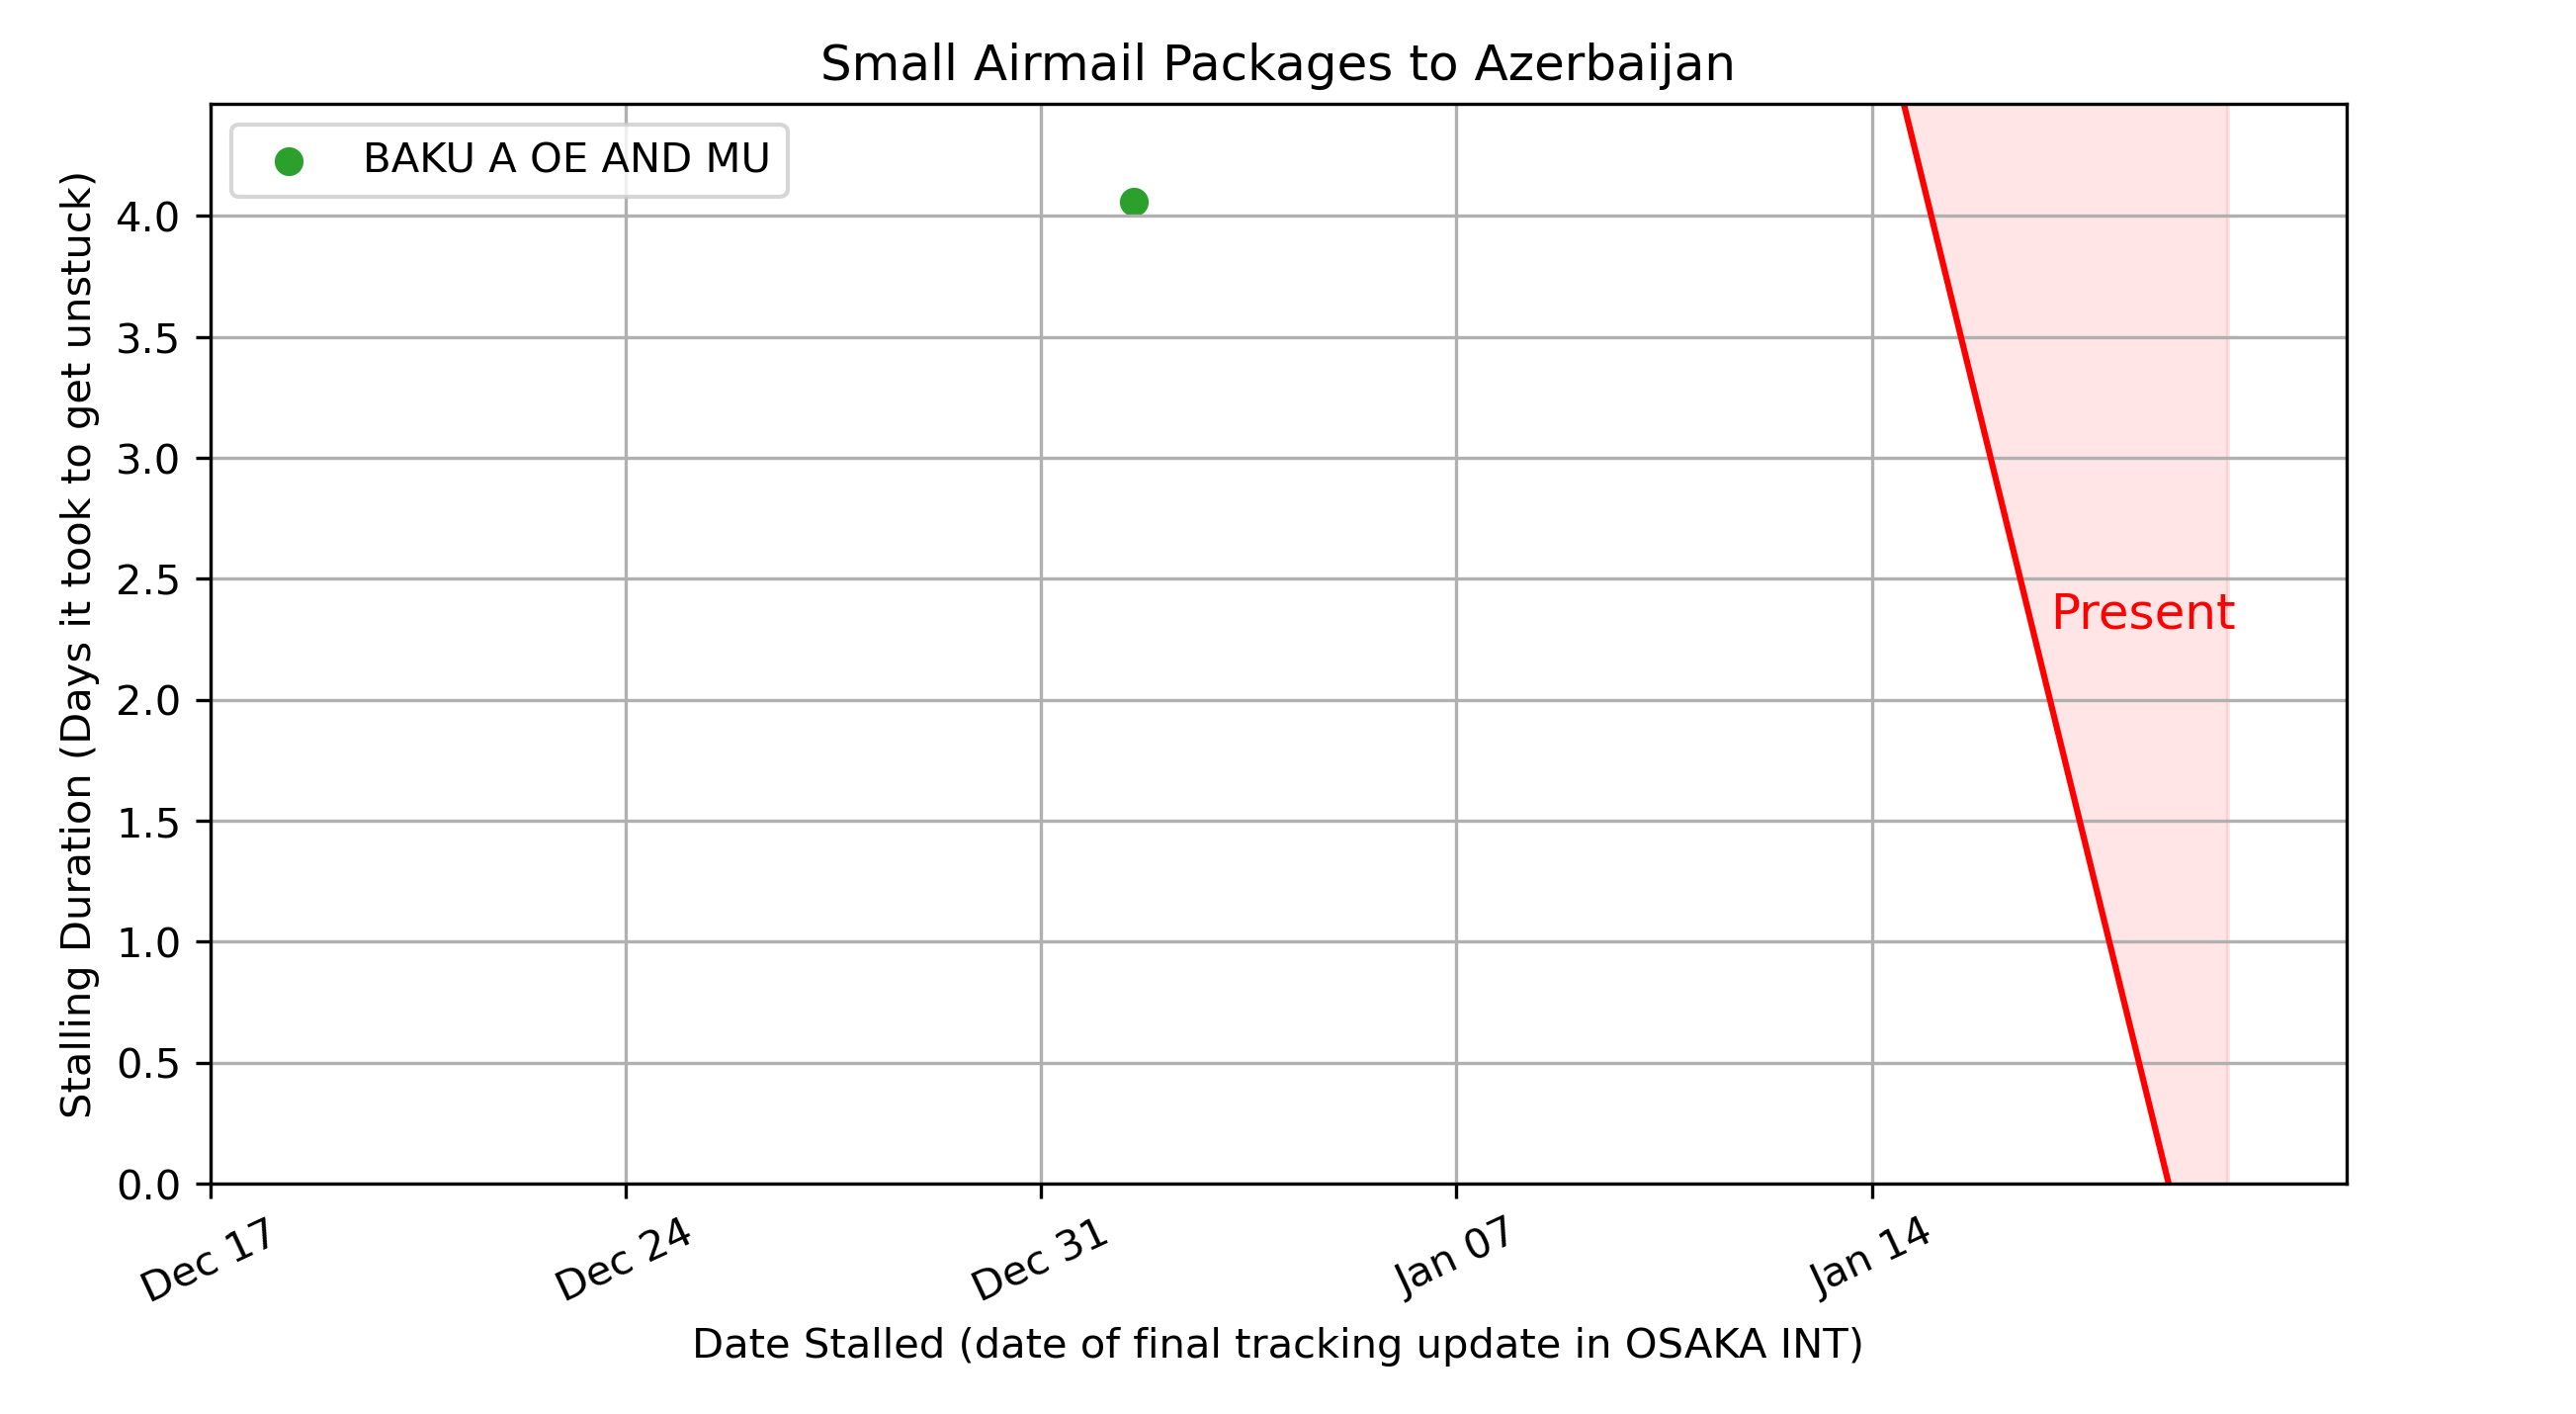 Small Airmail Packages to Azerbaijan
BAKU A OE AND MU
Stalling Duration (Days it took to get unstuck)
4.0
3.5
3.0
2.5
2.0
1.5
1.0
0.5
0.0
Present
Dec 17
Dec 24
Dec 31
Jan 07
Jan 14
Date Stalled (date of final tracking update in OSAKA INT)